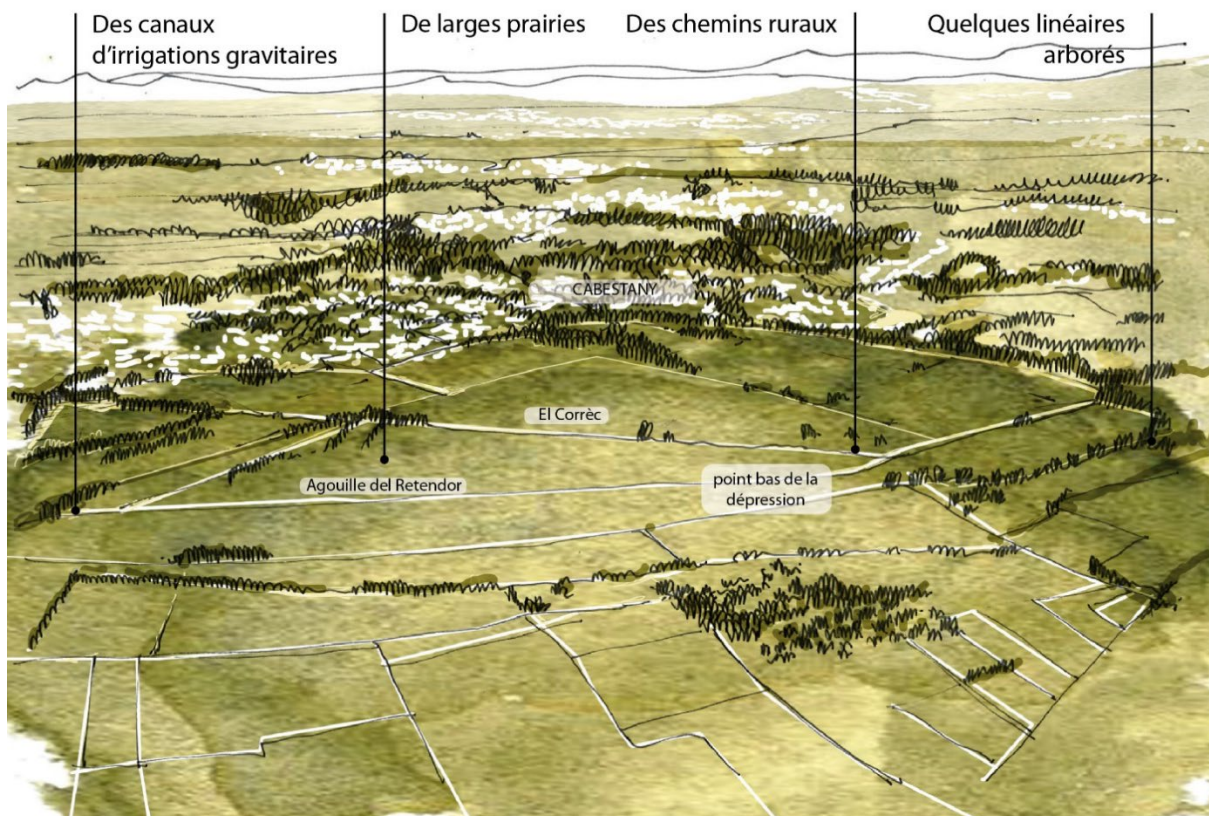 Des canaux
d'irrigations gravitaires
De larges prairies
Des chemins ruraux
Quelques linéaires
arborés
CABESTANY
El Corrèc
Agouille del Retendor
point bas de la
dépression